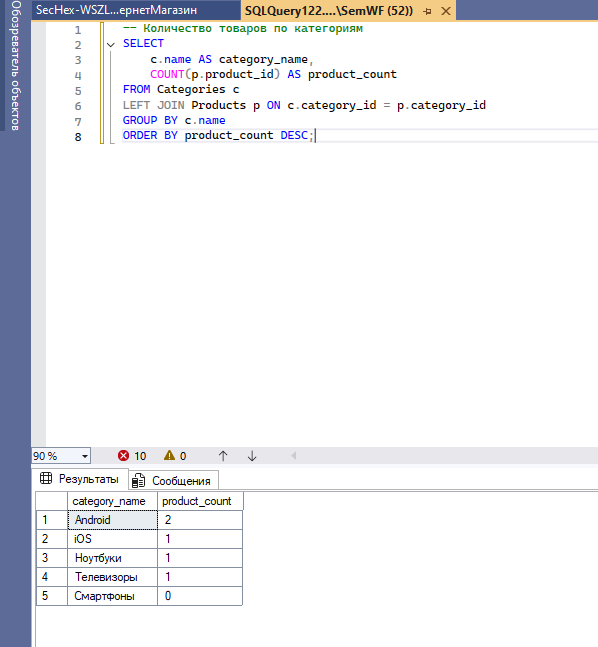 SecHex-WSZL...ернетМагазин
SQLQuery122....\SemWF (52))
Обозреватель объектов
1 -- Количество товаров по категориям
2 SELECT
3 c.name AS category_name,
4 COUNT(p.product_id) AS product_count
5 FROM Categories c
6 LEFT JOIN Products p ON c.category_id = p.category_id
7 GROUP BY c.name
8 ORDER BY product_count DESC;
90 % 10 0
Результаты Сообщения
category_name product_count
1 Android 2
2 iOS 1
3 Ноутбуки 1
4 Телевизоры 1
5 Смартфоны 0